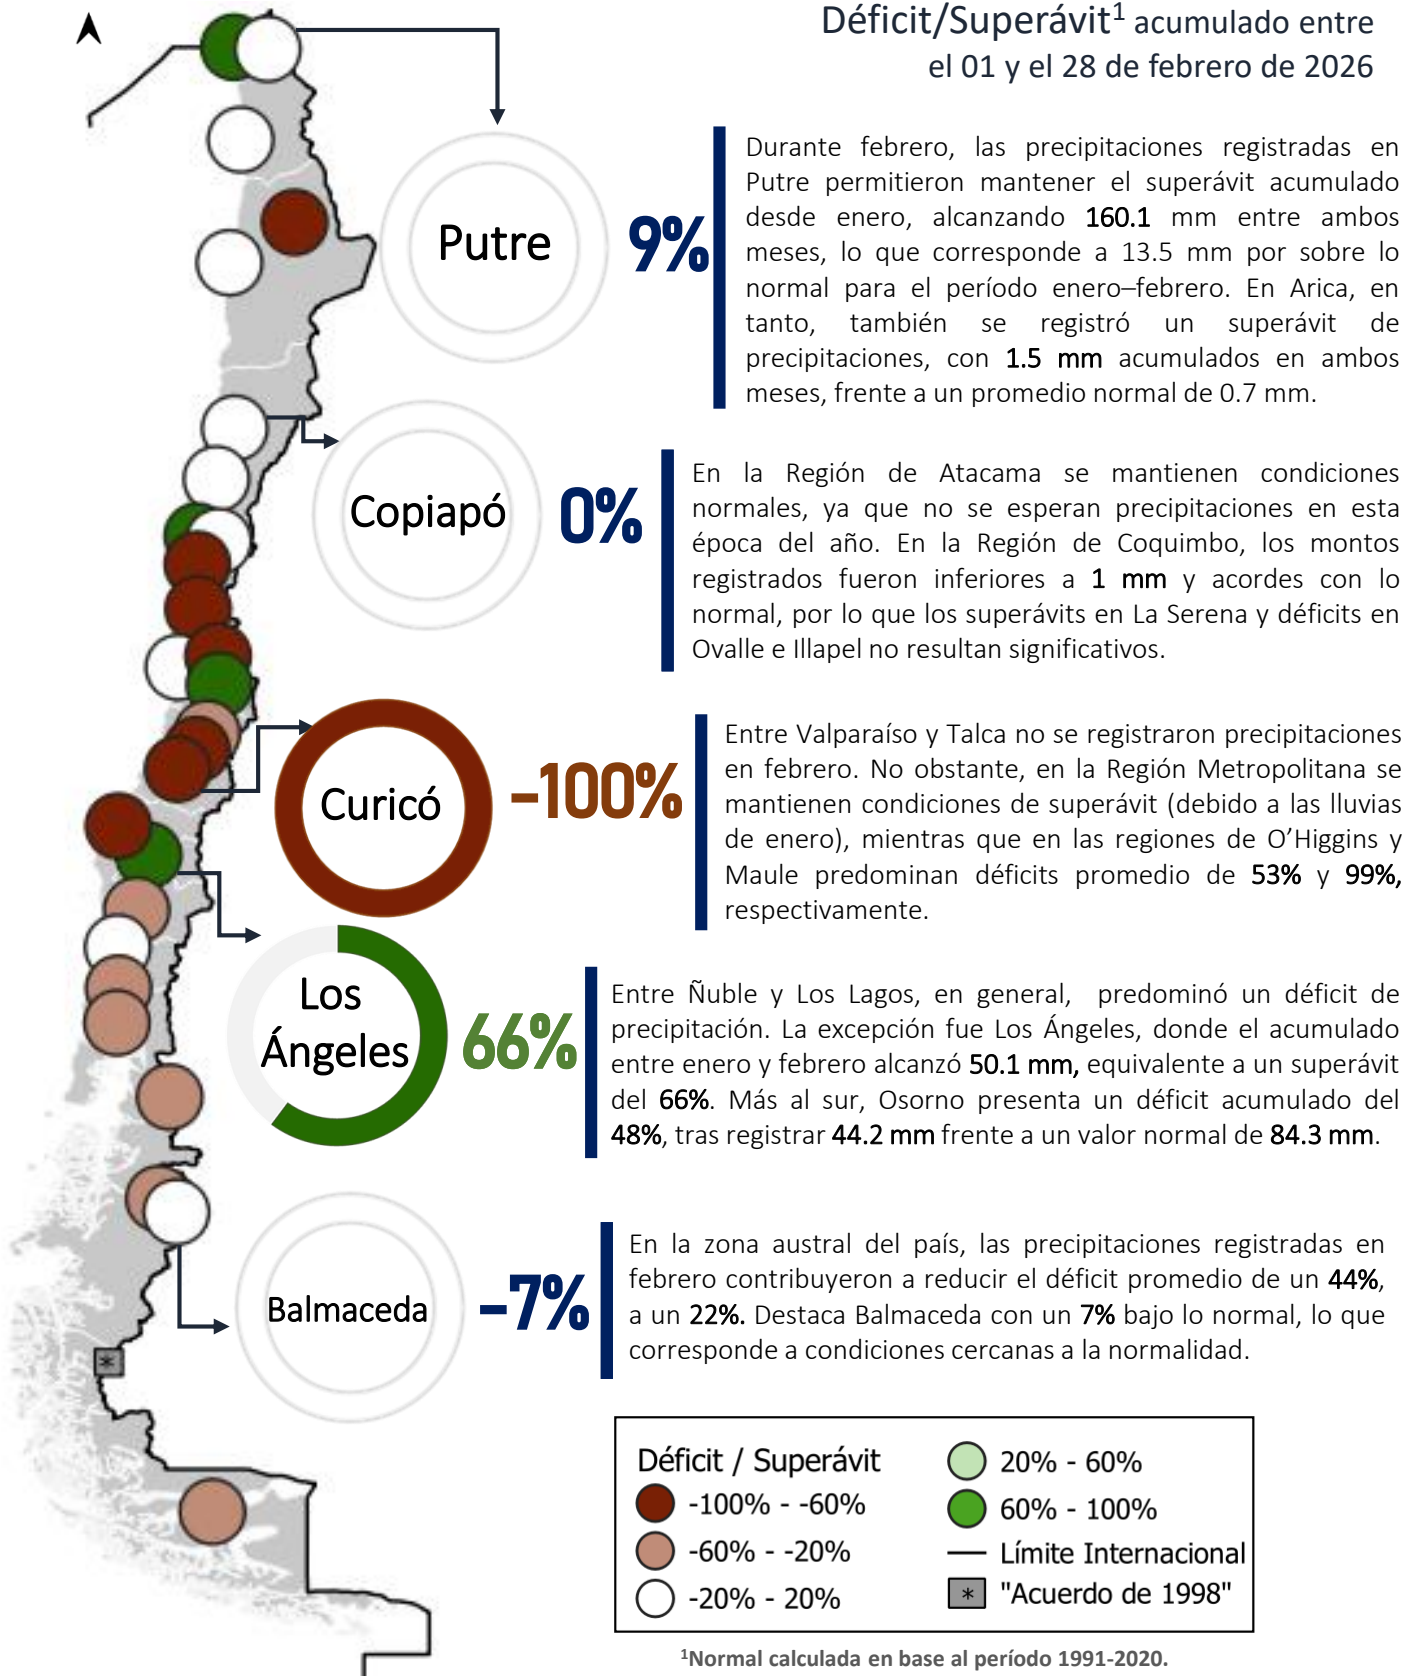 Déficit/Superávit¹ acumulado entre
el 01 y el 28 de febrero de 2026
Putre
9%
Durante febrero, las precipitaciones registradas en
Putre permitieron mantener el superávit acumulado
desde enero, alcanzando 160.1 mm entre ambos
meses, lo que corresponde a 13.5 mm por sobre lo
normal para el período enero–febrero. En Arica, en
tanto, también se registró un superávit de
precipitaciones, con 1.5 mm acumulados en ambos
meses, frente a un promedio normal de 0.7 mm.
Copiapó
0%
En la Región de Atacama se mantienen condiciones
normales, ya que no se esperan precipitaciones en esta
época del año. En la Región de Coquimbo, los montos
registrados fueron inferiores a 1 mm y acordes con lo
normal, por lo que los superávits en La Serena y déficits en
Ovalle e Illapel no resultan significativos.
Curicó
-100%
Entre Valparaíso y Talca no se registraron precipitaciones
en febrero. No obstante, en la Región Metropolitana se
mantienen condiciones de superávit (debido a las lluvias
de enero), mientras que en las regiones de O’Higgins y
Maule predominan déficits promedio de 53% y 99%,
respectivamente.
Los
Ángeles
66%
Entre Ñuble y Los Lagos, en general, predominó un déficit de
precipitación. La excepción fue Los Ángeles, donde el acumulado
entre enero y febrero alcanzó 50.1 mm, equivalente a un superávit
del 66%. Más al sur, Osorno presenta un déficit acumulado del
48%, tras registrar 44.2 mm frente a un valor normal de 84.3 mm.
Balmaceda
-7%
En la zona austral del país, las precipitaciones registradas en
febrero contribuyeron a reducir el déficit promedio de un 44%,
a un 22%. Destaca Balmaceda con un 7% bajo lo normal, lo que
corresponde a condiciones cercanas a la normalidad.
*
Déficit / Superávit
-100% - -60%
-60% - -20%
-20% - 20%
20% - 60%
60% - 100%
Límite Internacional
* "Acuerdo de 1998"
¹Normal calculada en base al período 1991-2020.